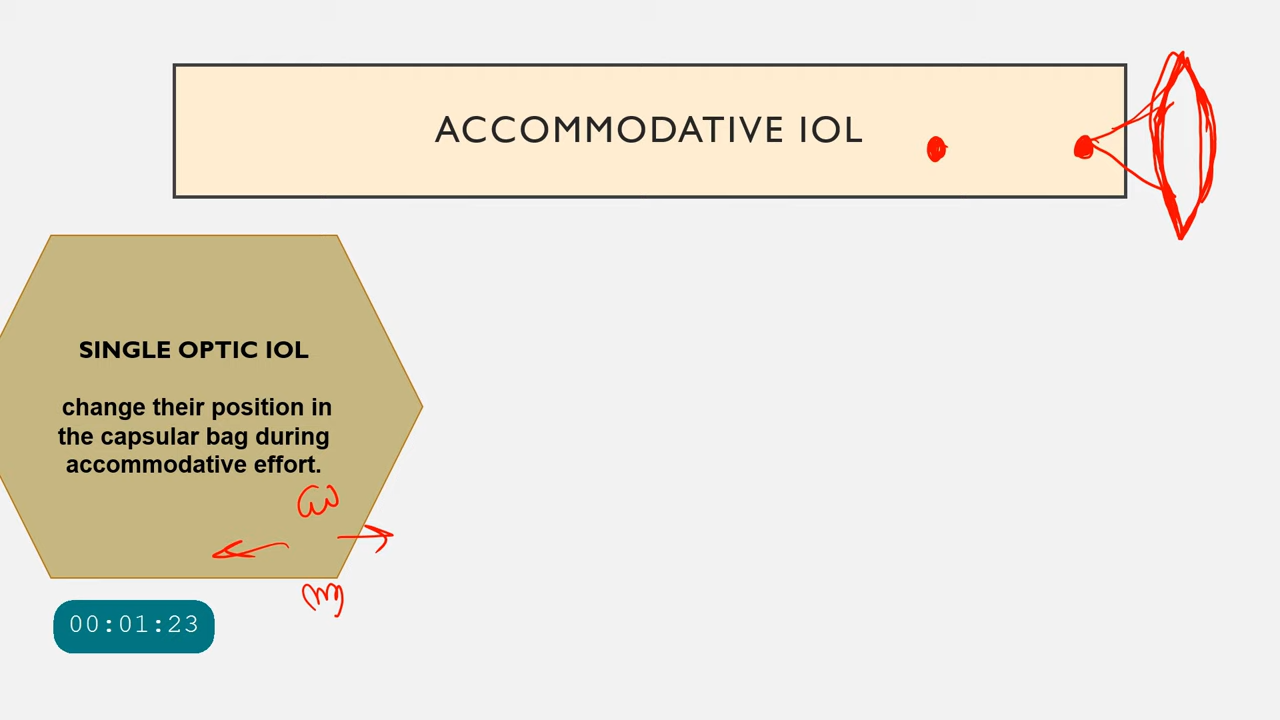 ACCOMMODATIVE IOL
SINGLE OPTIC IOL
change their position in
the capsular bag during
accommodative effort.
00:01:23